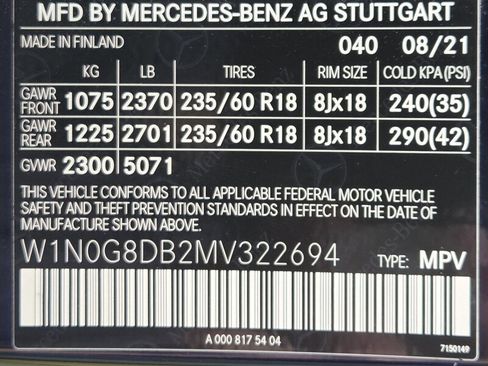 MFD BY MERCEDES-BENZ AG STUTTGART
MADE IN FINLAND 040 08/21
KG LB TIRES RIM SIZE COLD KPA(PSI)
GAWR FRONT 1075 2370 235/60 R18 8Jx18 240(35)
GAWR REAR 1225 2701 235/60 R18 8Jx18 290(42)
GVWR 2300 5071
THIS VEHICLE CONFORMS TO ALL APPLICABLE FEDERAL MOTOR VEHICLE
SAFETY AND THEFT PREVENTION STANDARDS IN EFFECT ON THE DATE OF
MANUFACTURE SHOWN ABOVE.
W1N0G8DB2MV322694 TYPE: MPV
A 000 817 54 04
7150149